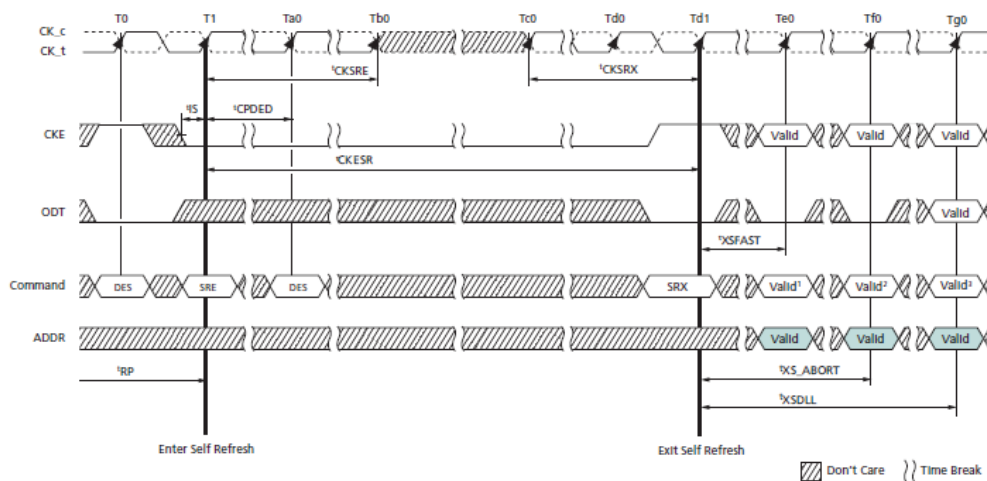 T0 T1 Ta0 Tb0 Tc0 Td0 Td1 Te0 Tf0 Tg0
CK_c
CK_t
tCKSRE tCKSRX
tIS tCPDED
CKE Valid Valid Valid
tCKESR
ODT Valid
tXSFAST
Command DES SRE DES SRX Valid1 Valid2 Valid3
ADDR Valid Valid Valid
tRP tXS_ABORT
tXSDLL
Enter Self Refresh Exit Self Refresh
Don't Care Time Break